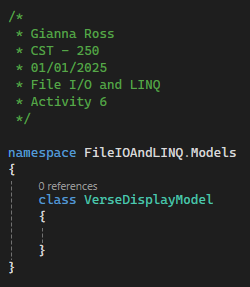 /*
 * Gianna Ross
 * CST - 250
 * 01/01/2025
 * File I/O and LINQ
 * Activity 6
 */
namespace FileIOAndLINQ.Models
{
0 references
class VerseDisplayModel
{
}
}